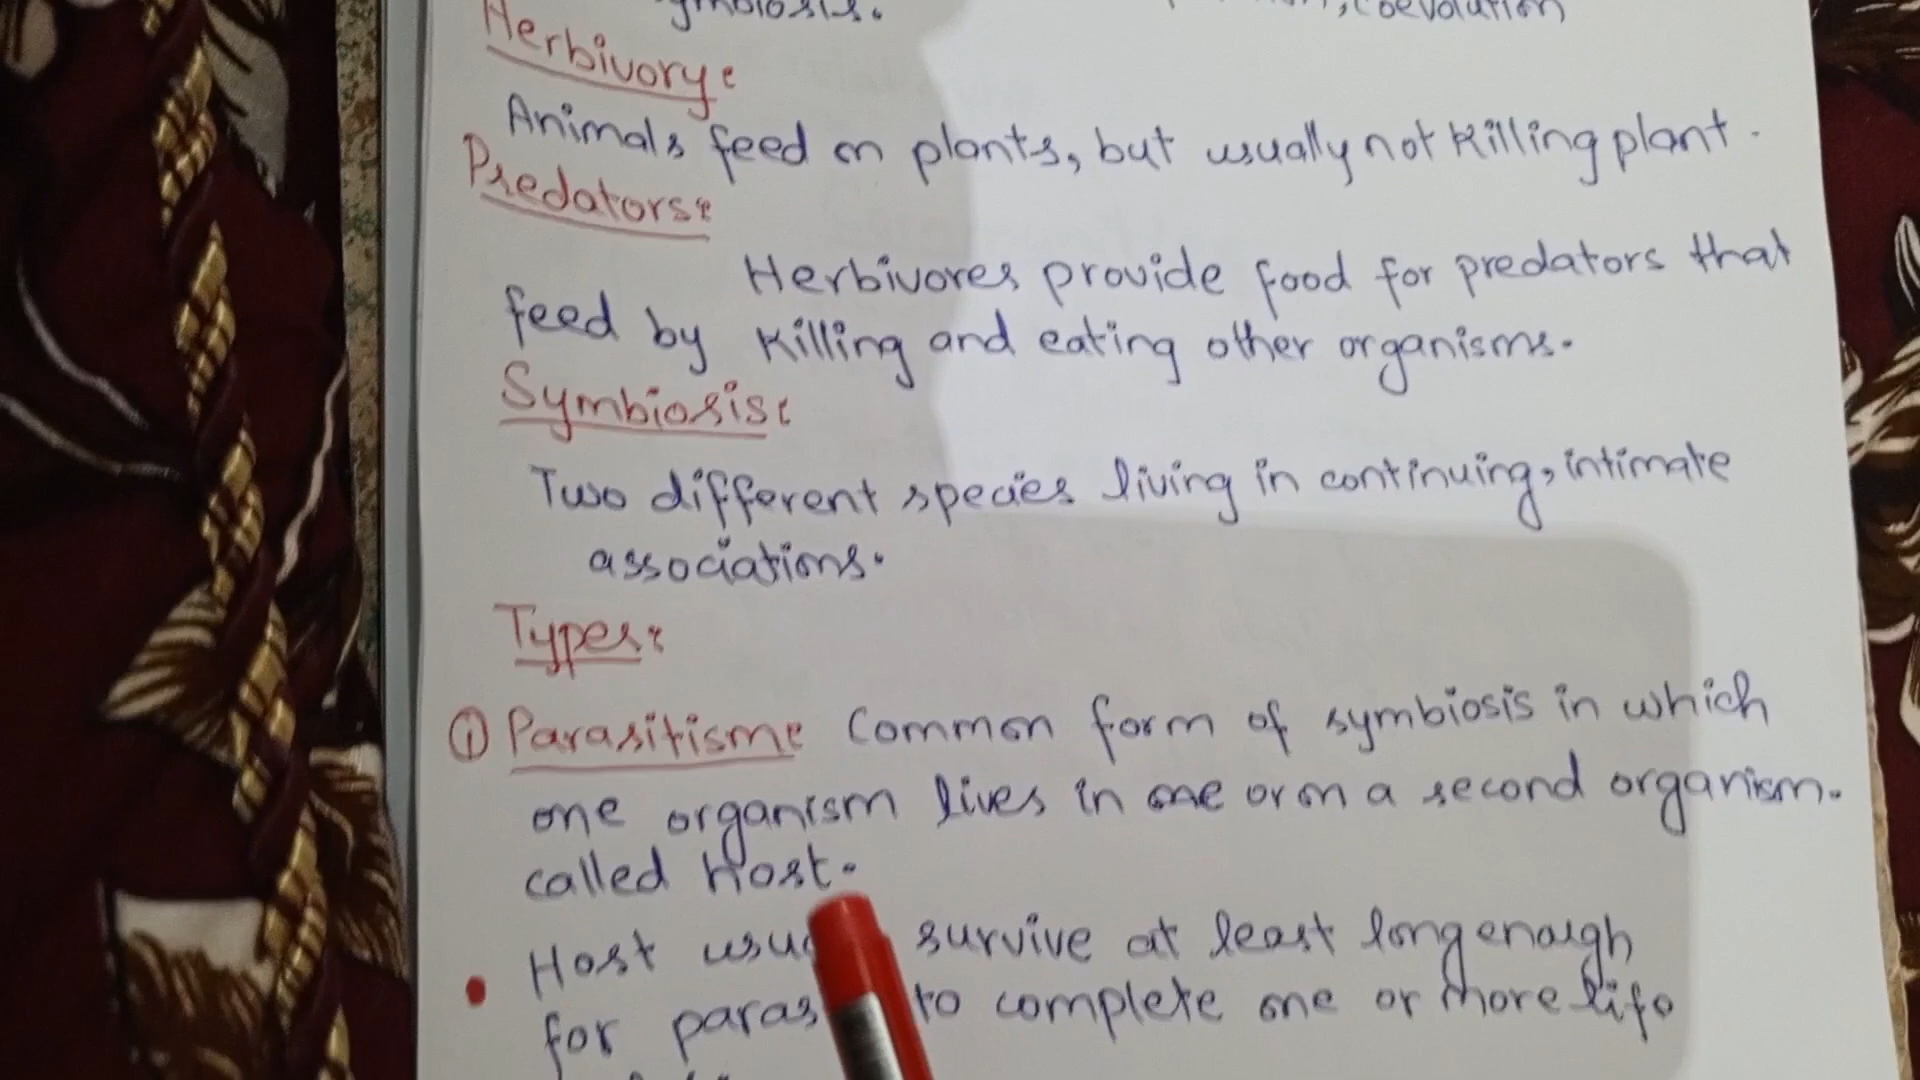 symbiosis. coevolution
Herbivory:
Animals feed on plants, but usually not Killing plant.
Predators:
Herbivores provide food for predators that
feed by Killing and eating other organisms.
Symbiosis:
Two different species living in continuing, intimate
associations.
Types:
① Parasitism: Common form of symbiosis in which
one organism lives in one or on a second organism.
called Host.
• Host survive at least long enough
for to complete one or more life